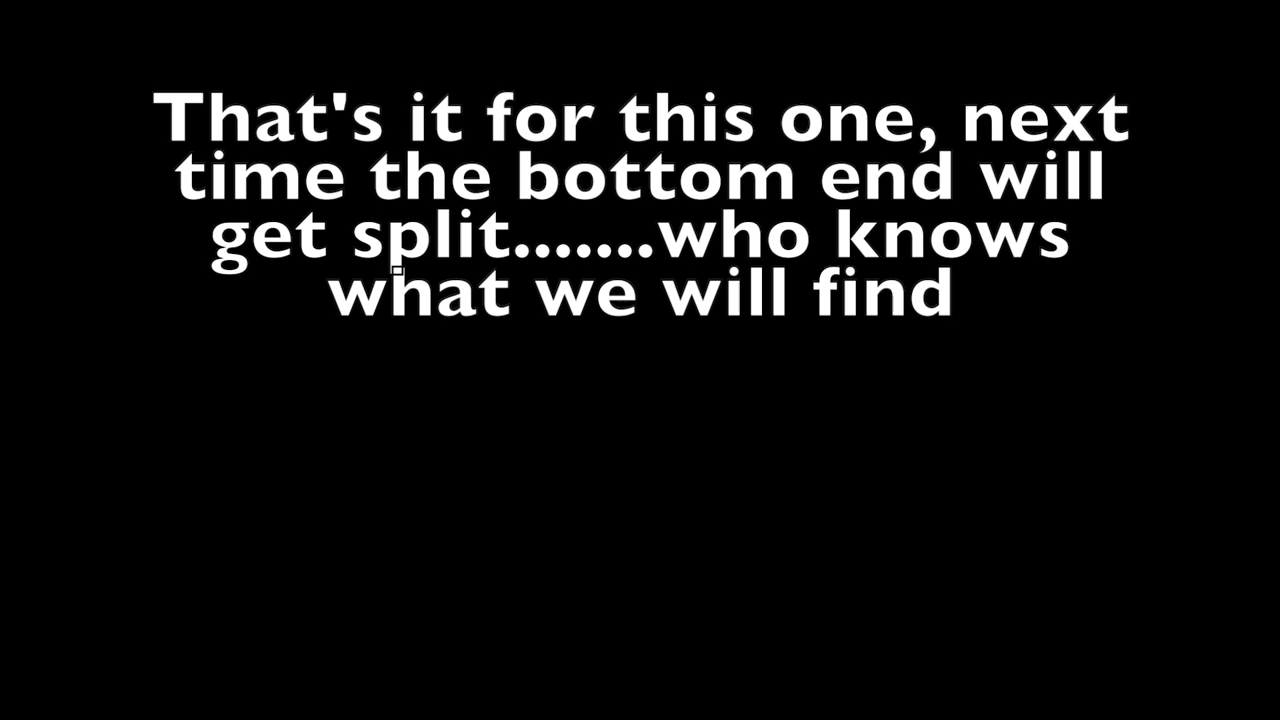 That's it for this one, next
time the bottom end will
get split.......who knows
what we will find